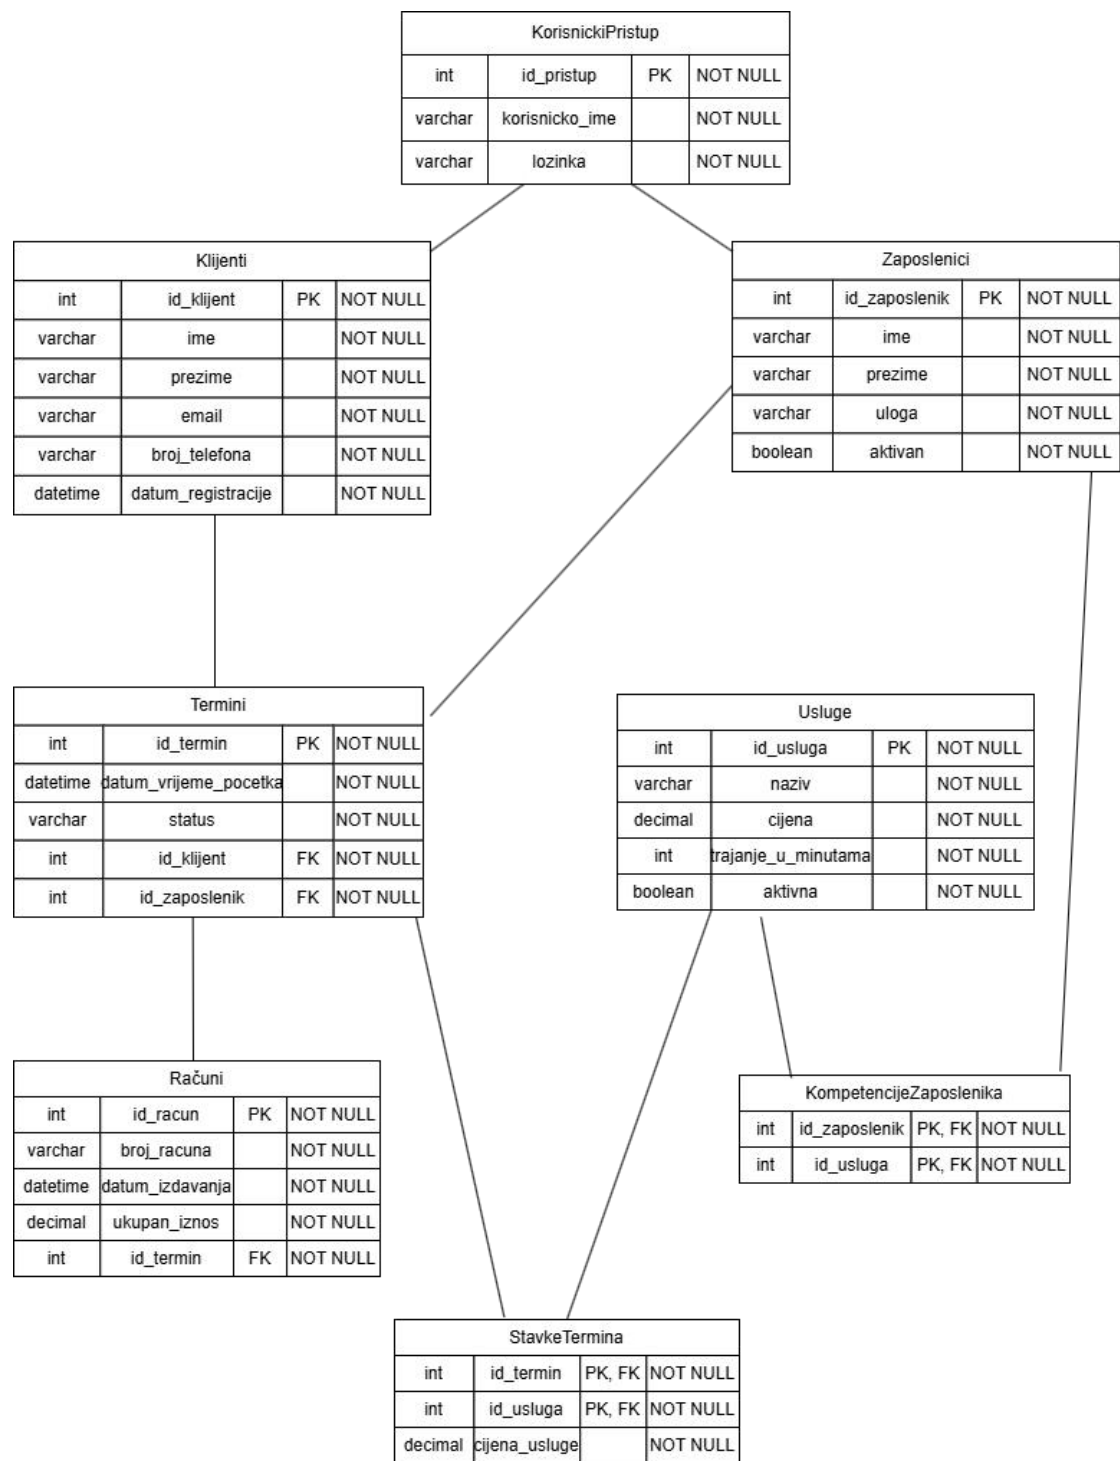 KorisnickiPristup
int id_pristup PK NOT NULL
varchar korisnicko_ime NOT NULL
varchar lozinka NOT NULL
Klijenti
int id_klijent PK NOT NULL
varchar ime NOT NULL
varchar prezime NOT NULL
varchar email NOT NULL
varchar broj_telefona NOT NULL
datetime datum_registracije NOT NULL
Zaposlenici
int id_zaposlenik PK NOT NULL
varchar ime NOT NULL
varchar prezime NOT NULL
varchar uloga NOT NULL
boolean aktivan NOT NULL
Termini
int id_termin PK NOT NULL
datetime datum_vrijeme_pocetka NOT NULL
varchar status NOT NULL
int id_klijent FK NOT NULL
int id_zaposlenik FK NOT NULL
Usluge
int id_usluga PK NOT NULL
varchar naziv NOT NULL
decimal cijena NOT NULL
int trajanje_u_minutama NOT NULL
boolean aktivna NOT NULL
Računi
int id_racun PK NOT NULL
varchar broj_racuna NOT NULL
datetime datum_izdavanja NOT NULL
decimal ukupan_iznos NOT NULL
int id_termin FK NOT NULL
KompetencijeZaposlenika
int id_zaposlenik PK, FK NOT NULL
int id_usluga PK, FK NOT NULL
StavkeTermina
int id_termin PK, FK NOT NULL
int id_usluga PK, FK NOT NULL
decimal cijena_usluge NOT NULL